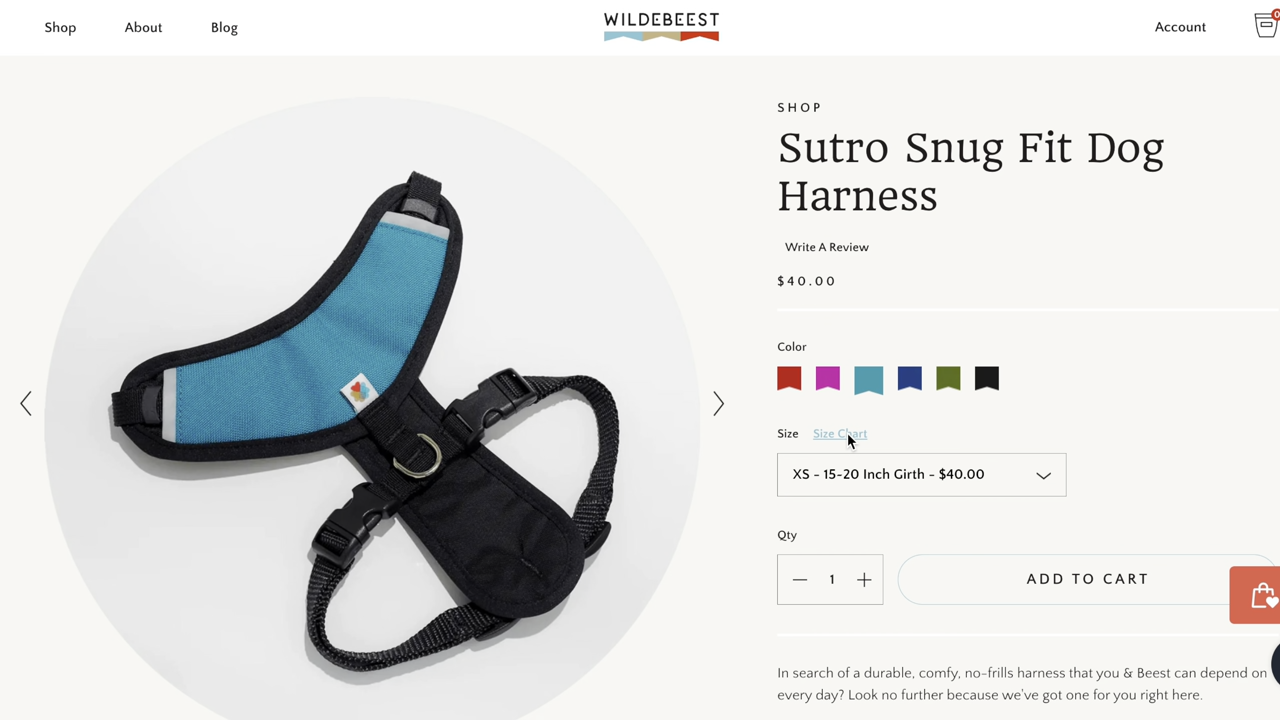 Shop About Blog
WILDEBEEST
Account
0
SHOP
Sutro Snug Fit Dog
Harness
Write A Review
$40.00
Color
Size Size Chart
XS - 15-20 Inch Girth - $40.00
Qty
1
ADD TO CART
In search of a durable, comfy, no-frills harness that you & Beest can depend on
every day? Look no further because we've got one for you right here.